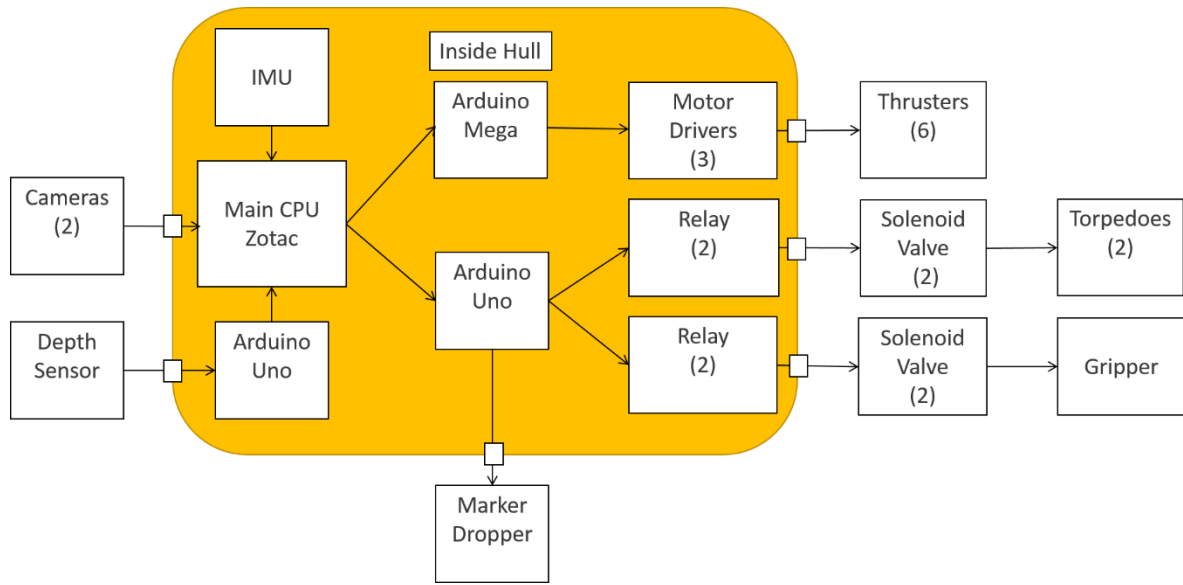 IMU
Inside Hull
Arduino
Mega
Motor
Drivers
(3)
Thrusters
(6)
Cameras
(2)
Main CPU
Zotac
Relay
(2)
Solenoid
Valve
(2)
Torpedoes
(2)
Arduino
Uno
Depth
Sensor
Arduino
Uno
Relay
(2)
Solenoid
Valve
(2)
Gripper
Marker
Dropper